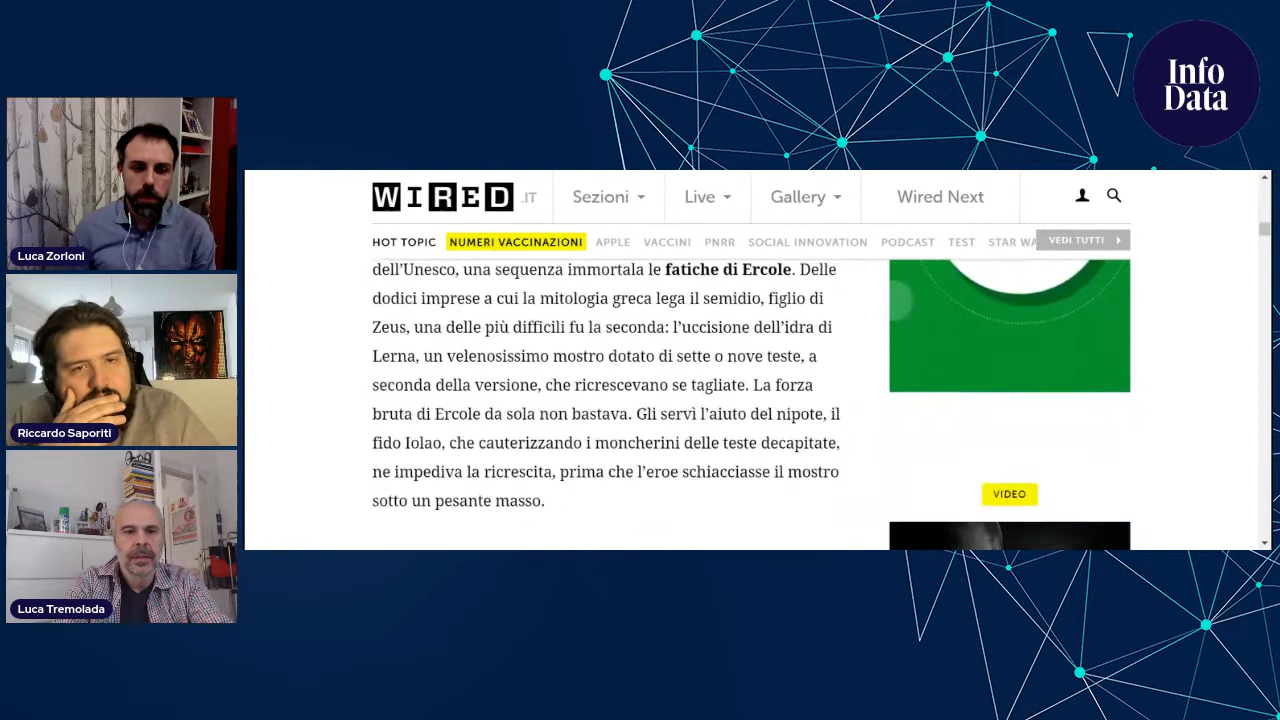 Info
Data
Luca Zorloni
Riccardo Saporiti
Luca Tremolada
WIRED.IT
Sezioni
Live
Gallery
Wired Next
HOT TOPIC
NUMERI VACCINAZIONI
APPLE
VACCINI
PNRR
SOCIAL INNOVATION
PODCAST
TEST
STAR WA
VEDI TUTTI
dell'Unesco, una sequenza immortala le fatiche di Ercole. Delle
dodici imprese a cui la mitologia greca lega il semidio, figlio di
Zeus, una delle più difficili fu la seconda: l'uccisione dell'idra di
Lerna, un velenosissimo mostro dotato di sette o nove teste, a
seconda della versione, che ricrescevano se tagliate. La forza
bruta di Ercole da sola non bastava. Gli servì l'aiuto del nipote, il
fido Iolao, che cauterizzando i moncherini delle teste decapitate,
ne impediva la ricrescita, prima che l'eroe schiacciasse il mostro
sotto un pesante masso.
VIDEO